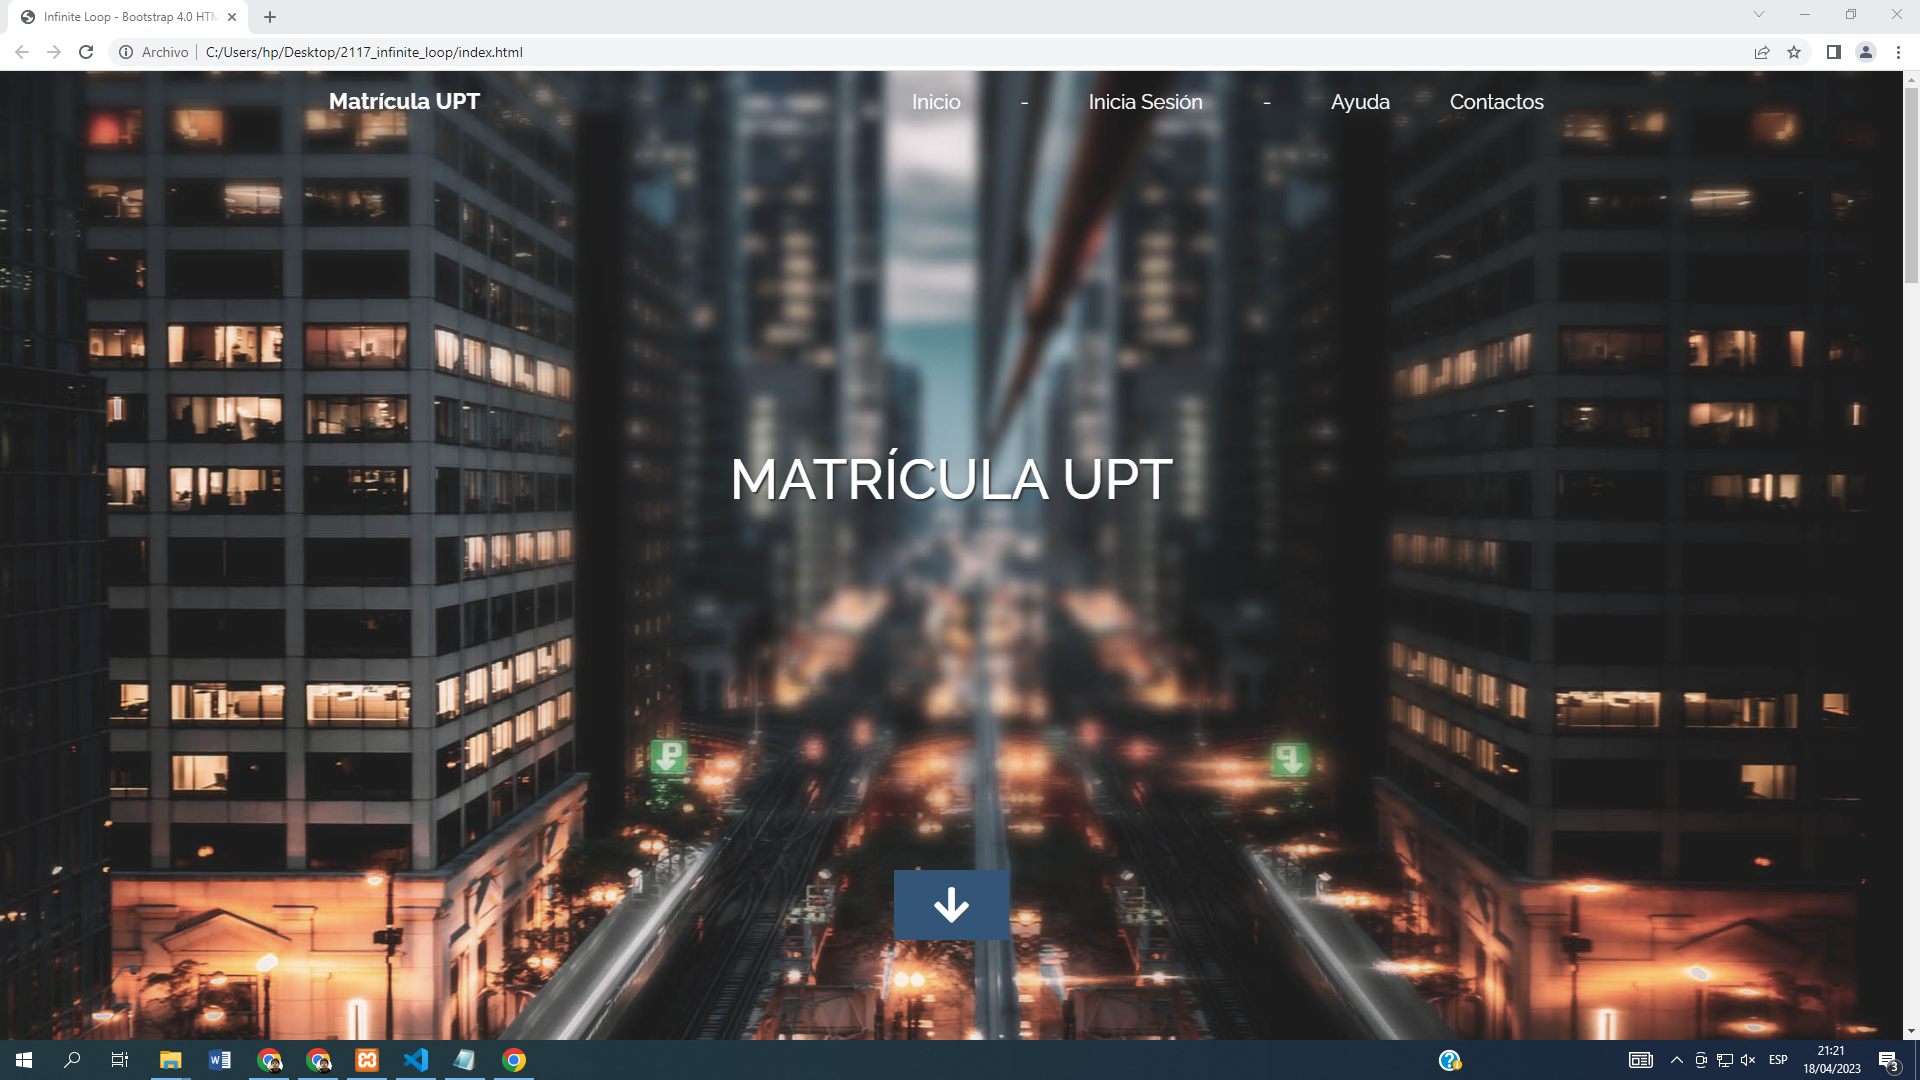 Infinite Loop - Bootstrap 4.0 HTM
Archivo
C:/Users/hp/Desktop/2117_infinite_loop/index.html
Matrícula UPT
Inicio
-
Inicia Sesión
-
Ayuda
Contactos
MATRÍCULA UPT
P
ESP
21:21
18/04/2023
3